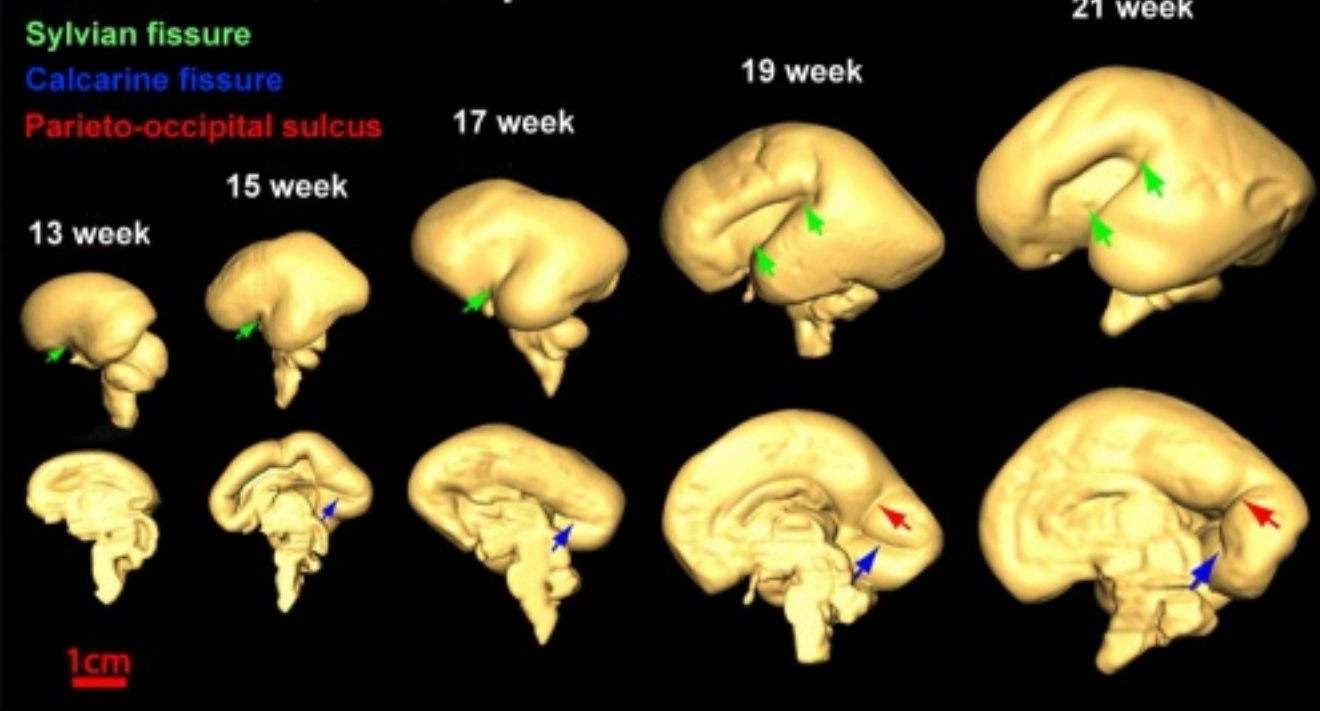 Sylvian fissure
Calcarine fissure
Parieto-occipital sulcus
13 week
15 week
17 week
19 week
21 week
1cm